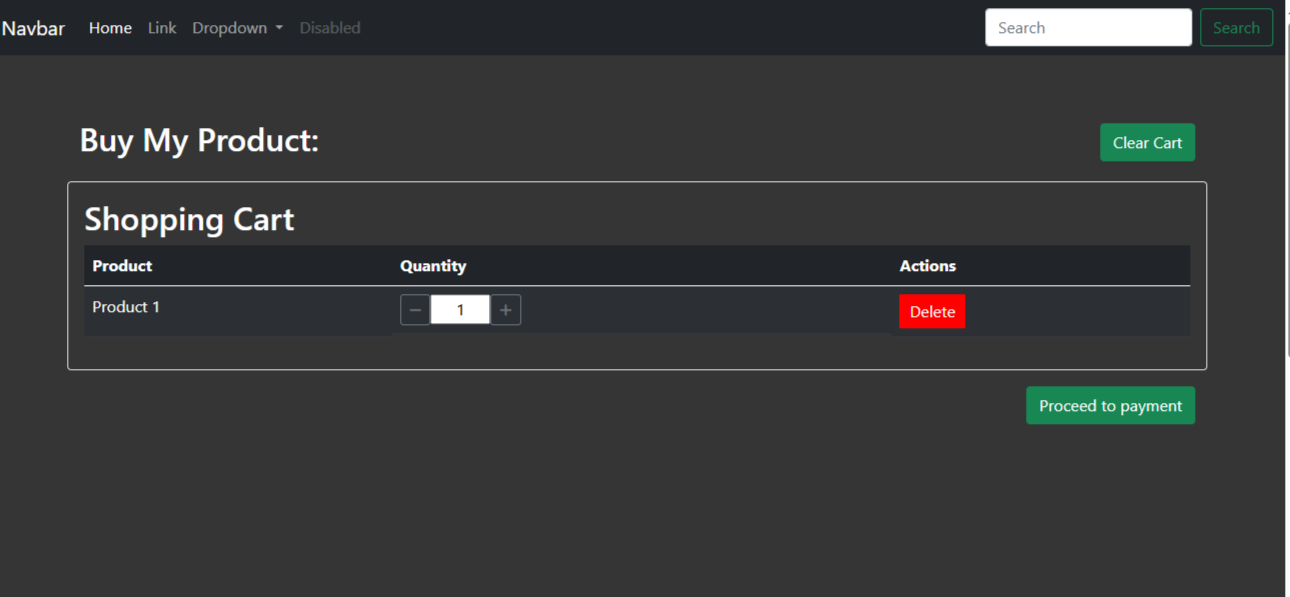 Navbar Home Link Dropdown Disabled Search Search
Buy My Product: Clear Cart
Shopping Cart
Product Quantity Actions
Product 1 − 1 + Delete
Proceed to payment